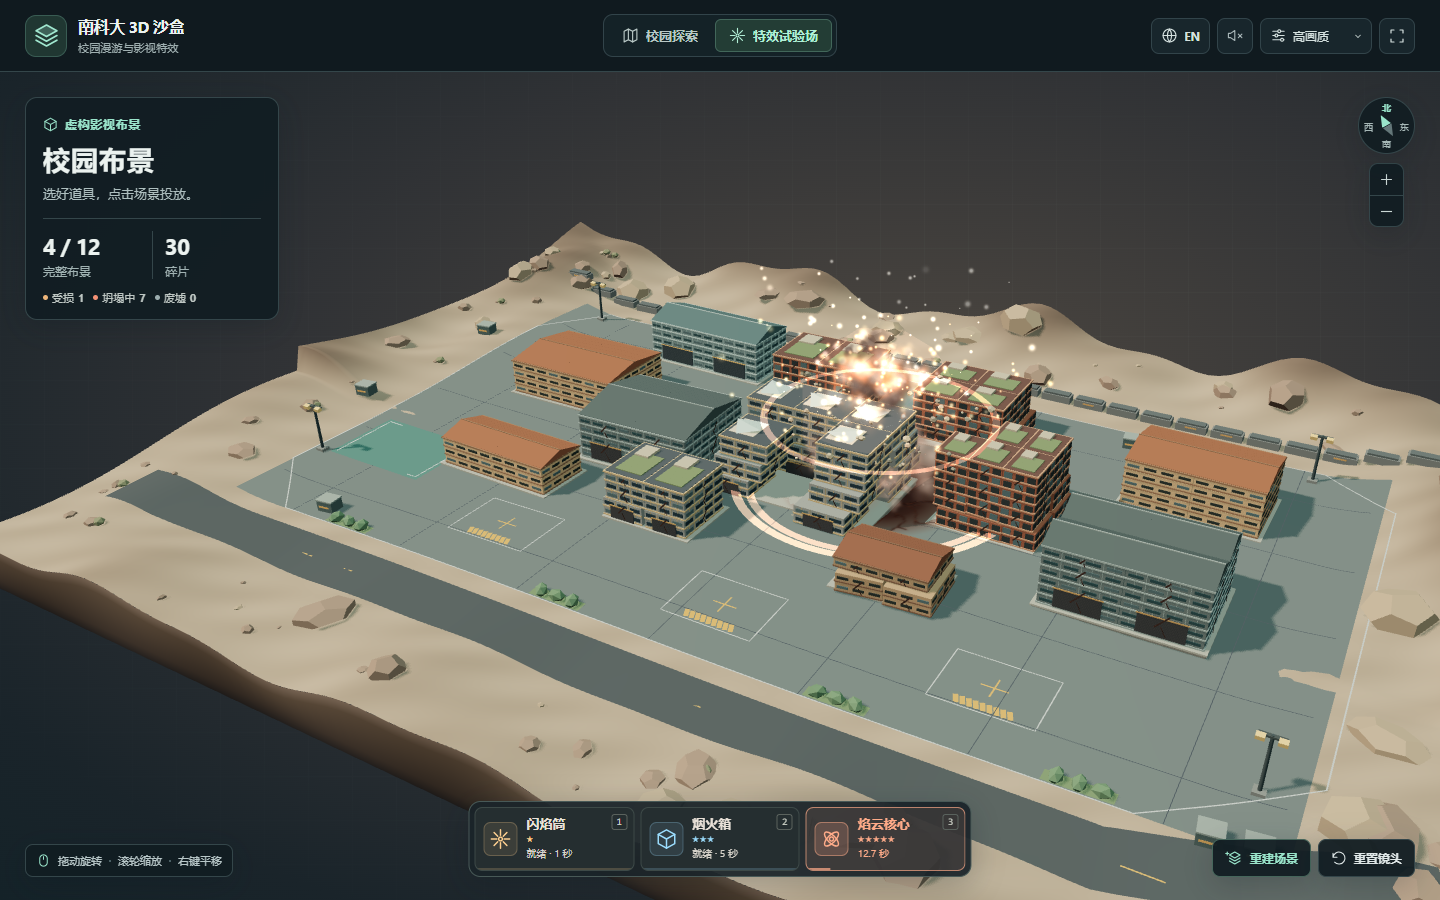 南科大 3D 沙盒
校园漫游与影视特效
校园探索
特效试验场
EN
高画质
虚构影视布景
校园布景
选好道具，点击场景投放。
4 / 12
完整布景
30
碎片
受损 1
坍塌中 7
废墟 0
北
西
东
南
+
−
闪焰筒
1
★
就绪 · 1 秒
烟火箱
2
★★★
就绪 · 5 秒
焰云核心
3
★★★★★
12.7 秒
拖动旋转 · 滚轮缩放 · 右键平移
重建场景
重置镜头